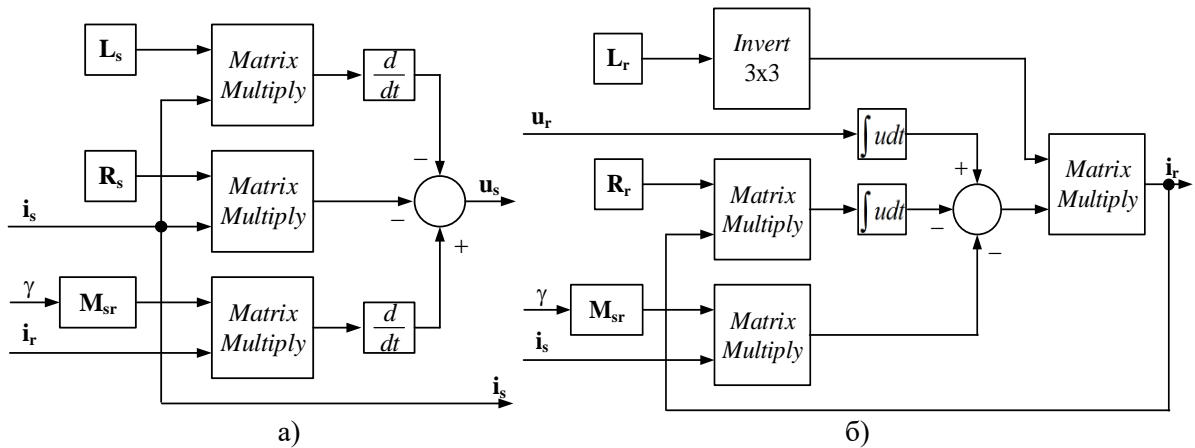 L_s
Matrix
Multiply
d
dt
−
R_s
Matrix
Multiply
−
u_s
i_s
+
γ
M_sr
Matrix
Multiply
d
dt
i_r
i_s
а)
L_r
Invert
3x3
u_r
∫udt
+
Matrix
Multiply
i_r
R_r
Matrix
Multiply
∫udt
−
−
γ
M_sr
Matrix
Multiply
i_s
б)